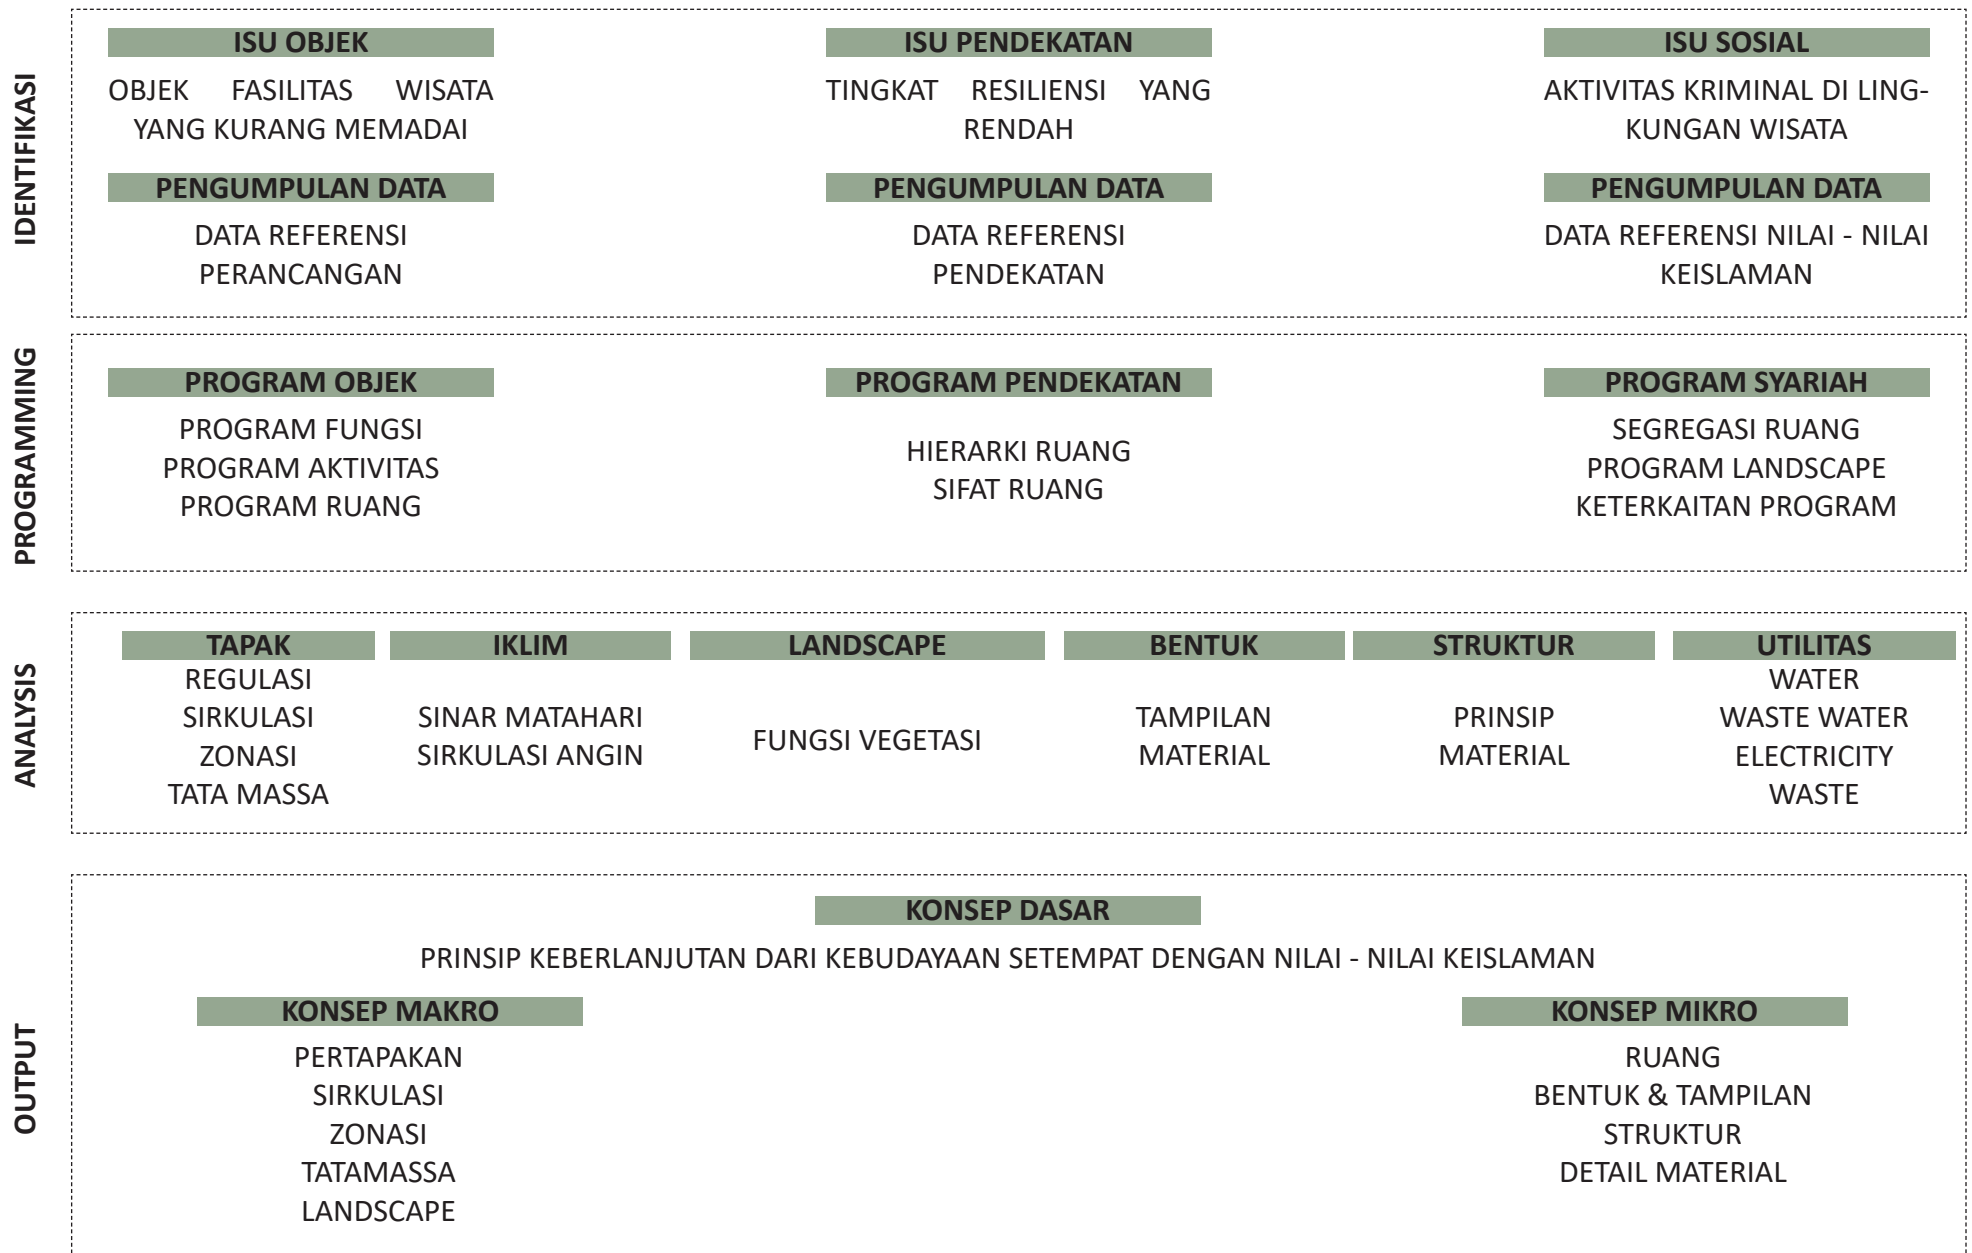 IDENTIFIKASI
ISU OBJEK
OBJEK FASILITAS WISATA
YANG KURANG MEMADAI
PENGUMPULAN DATA
DATA REFERENSI
PERANCANGAN
ISU PENDEKATAN
TINGKAT RESILIENSI YANG
RENDAH
PENGUMPULAN DATA
DATA REFERENSI
PENDEKATAN
ISU SOSIAL
AKTIVITAS KRIMINAL DI LING-
KUNGAN WISATA
PENGUMPULAN DATA
DATA REFERENSI NILAI - NILAI
KEISLAMAN
PROGRAMMING
PROGRAM OBJEK
PROGRAM FUNGSI
PROGRAM AKTIVITAS
PROGRAM RUANG
PROGRAM PENDEKATAN
HIERARKI RUANG
SIFAT RUANG
PROGRAM SYARIAH
SEGREGASI RUANG
PROGRAM LANDSCAPE
KETERKAITAN PROGRAM
ANALYSIS
TAPAK
REGULASI
SIRKULASI
ZONASI
TATA MASSA
IKLIM
SINAR MATAHARI
SIRKULASI ANGIN
LANDSCAPE
FUNGSI VEGETASI
BENTUK
TAMPILAN
MATERIAL
STRUKTUR
PRINSIP
MATERIAL
UTILITAS
WATER
WASTE WATER
ELECTRICITY
WASTE
OUTPUT
KONSEP DASAR
PRINSIP KEBERLANJUTAN DARI KEBUDAYAAN SETEMPAT DENGAN NILAI - NILAI KEISLAMAN
KONSEP MAKRO
PERTAPAKAN
SIRKULASI
ZONASI
TATAMASSA
LANDSCAPE
KONSEP MIKRO
RUANG
BENTUK & TAMPILAN
STRUKTUR
DETAIL MATERIAL